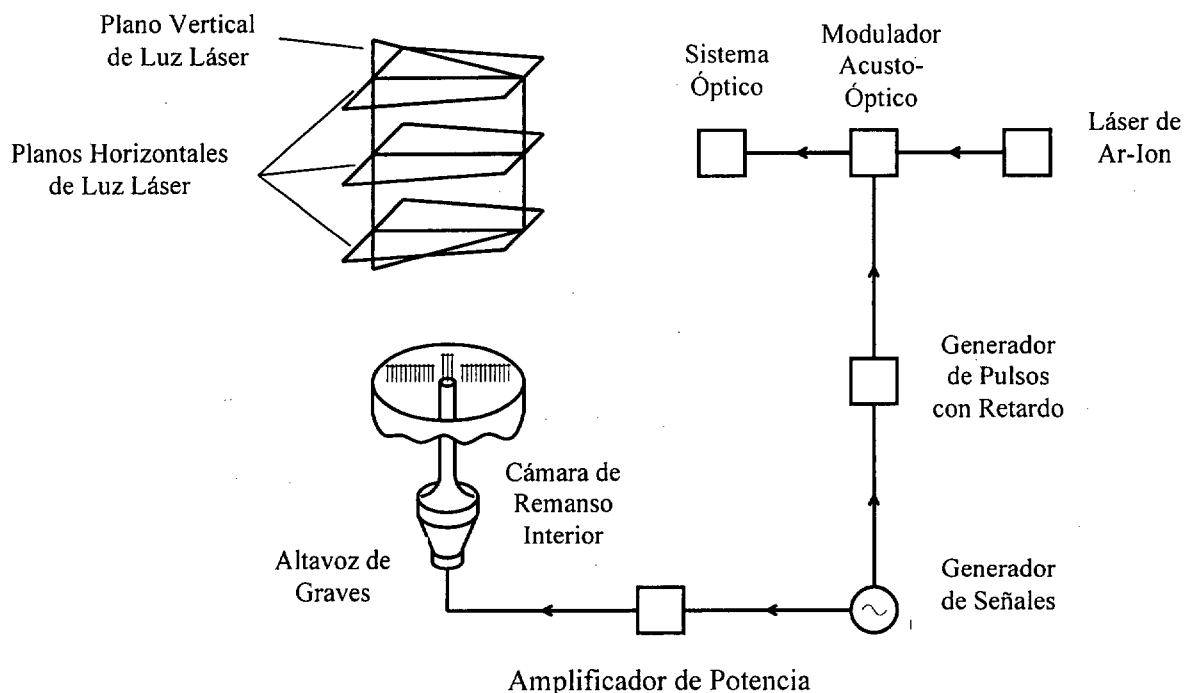 Plano Vertical
de Luz Láser
Planos Horizontales
de Luz Láser
Sistema
Óptico
Modulador
Acusto-
Óptico
Láser de
Ar-Ion
Generador
de Pulsos
con Retardo
Cámara de
Remanso
Interior
Altavoz de
Graves
Generador
de Señales
Amplificador de Potencia